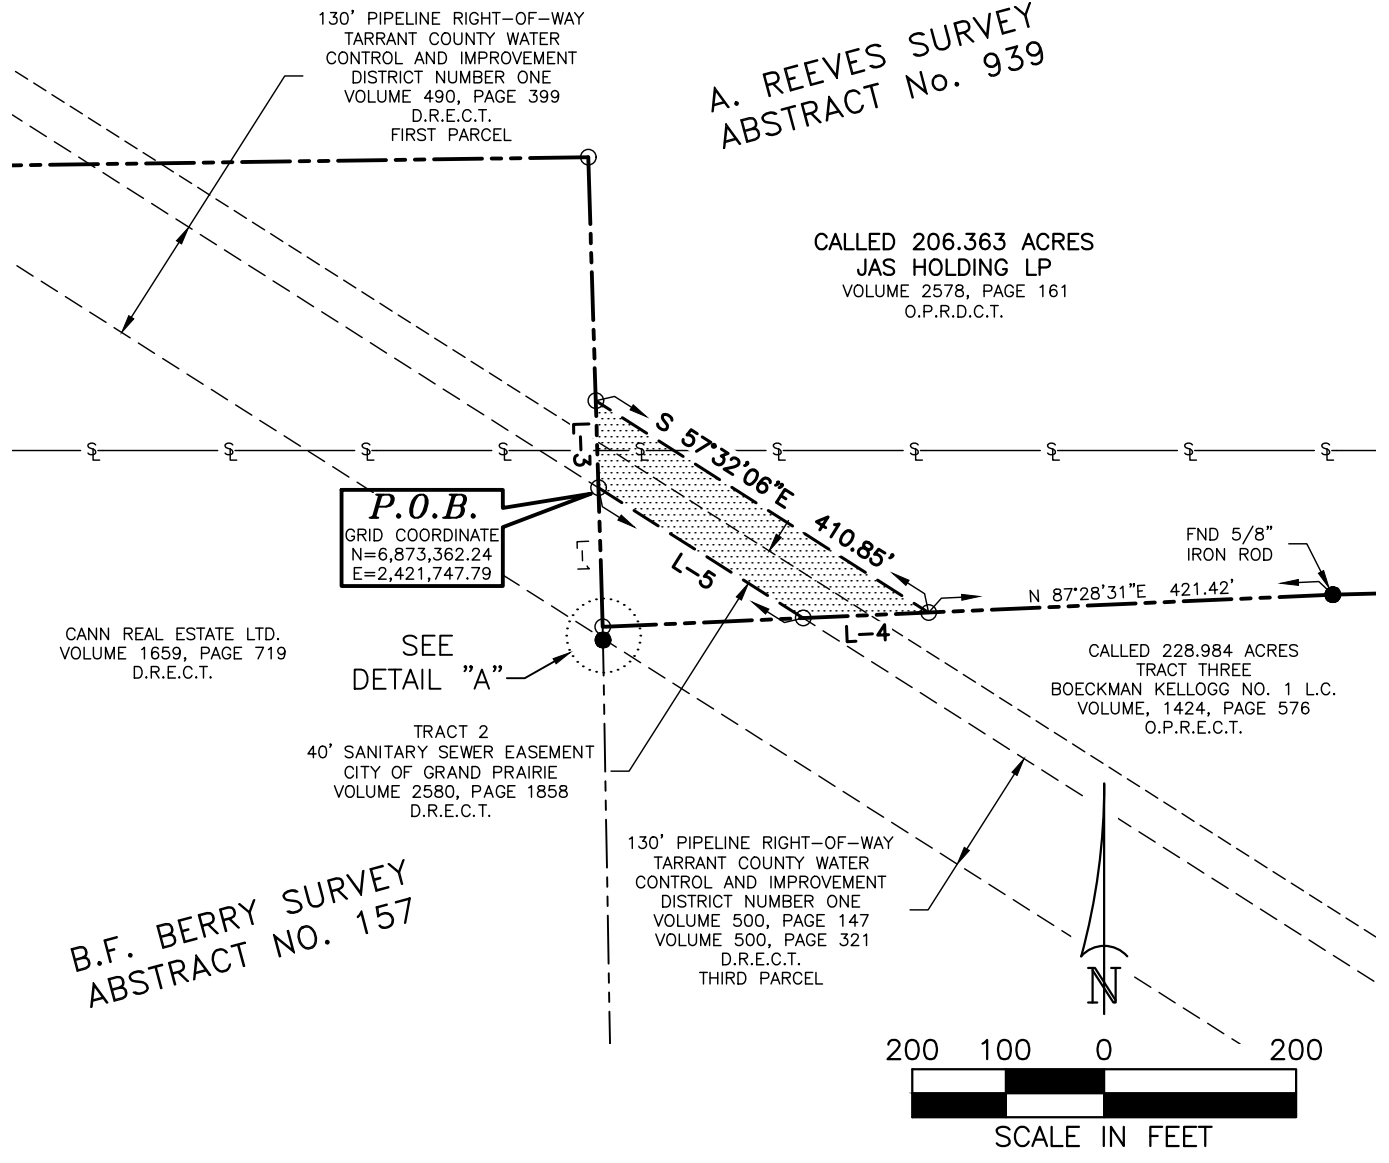 130' PIPELINE RIGHT-OF-WAY
TARRANT COUNTY WATER
CONTROL AND IMPROVEMENT
DISTRICT NUMBER ONE
VOLUME 490, PAGE 399
D.R.E.C.T.
FIRST PARCEL
A. REEVES SURVEY
ABSTRACT No. 939
CALLED 206.363 ACRES
JAS HOLDING LP
VOLUME 2578, PAGE 161
O.P.R.D.C.T.
S 57°32'06"E 410.85'
L-3
P.O.B.
GRID COORDINATE
N=6,873,362.24
E=2,421,747.79
L-1
L-5
L-4
FND 5/8"
IRON ROD
N 87°28'31"E 421.42'
CANN REAL ESTATE LTD.
VOLUME 1659, PAGE 719
D.R.E.C.T.
SEE
DETAIL "A"
CALLED 228.984 ACRES
TRACT THREE
BOECKMAN KELLOGG NO. 1 L.C.
VOLUME, 1424, PAGE 576
O.P.R.E.C.T.
TRACT 2
40' SANITARY SEWER EASEMENT
CITY OF GRAND PRAIRIE
VOLUME 2580, PAGE 1858
D.R.E.C.T.
130' PIPELINE RIGHT-OF-WAY
TARRANT COUNTY WATER
CONTROL AND IMPROVEMENT
DISTRICT NUMBER ONE
VOLUME 500, PAGE 147
VOLUME 500, PAGE 321
D.R.E.C.T.
THIRD PARCEL
B.F. BERRY SURVEY
ABSTRACT NO. 157
N
200 100 0 200
SCALE IN FEET